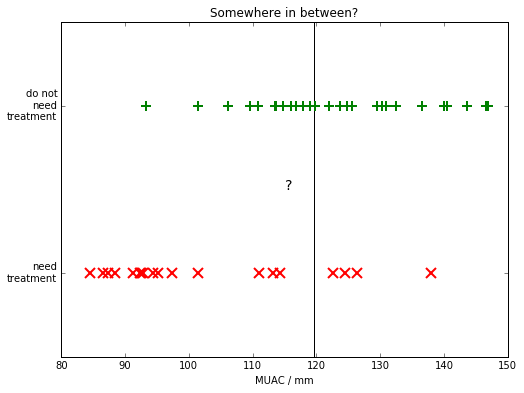 Somewhere in between?
do not
need
treatment
?
need
treatment
80 90 100 110 120 130 140 150
MUAC / mm